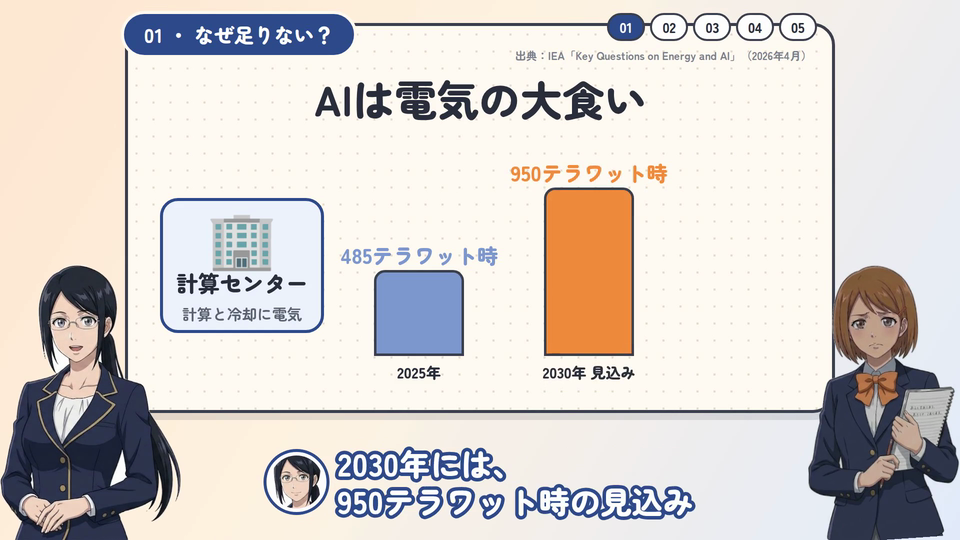 01 ・ なぜ足りない？
01 02 03 04 05
出典：IEA「Key Questions on Energy and AI」（2026年4月）
AIは電気の大食い
950テラワット時
485テラワット時
計算センター
計算と冷却に電気
2025年
2030年 見込み
2030年には、
950テラワット時の見込み